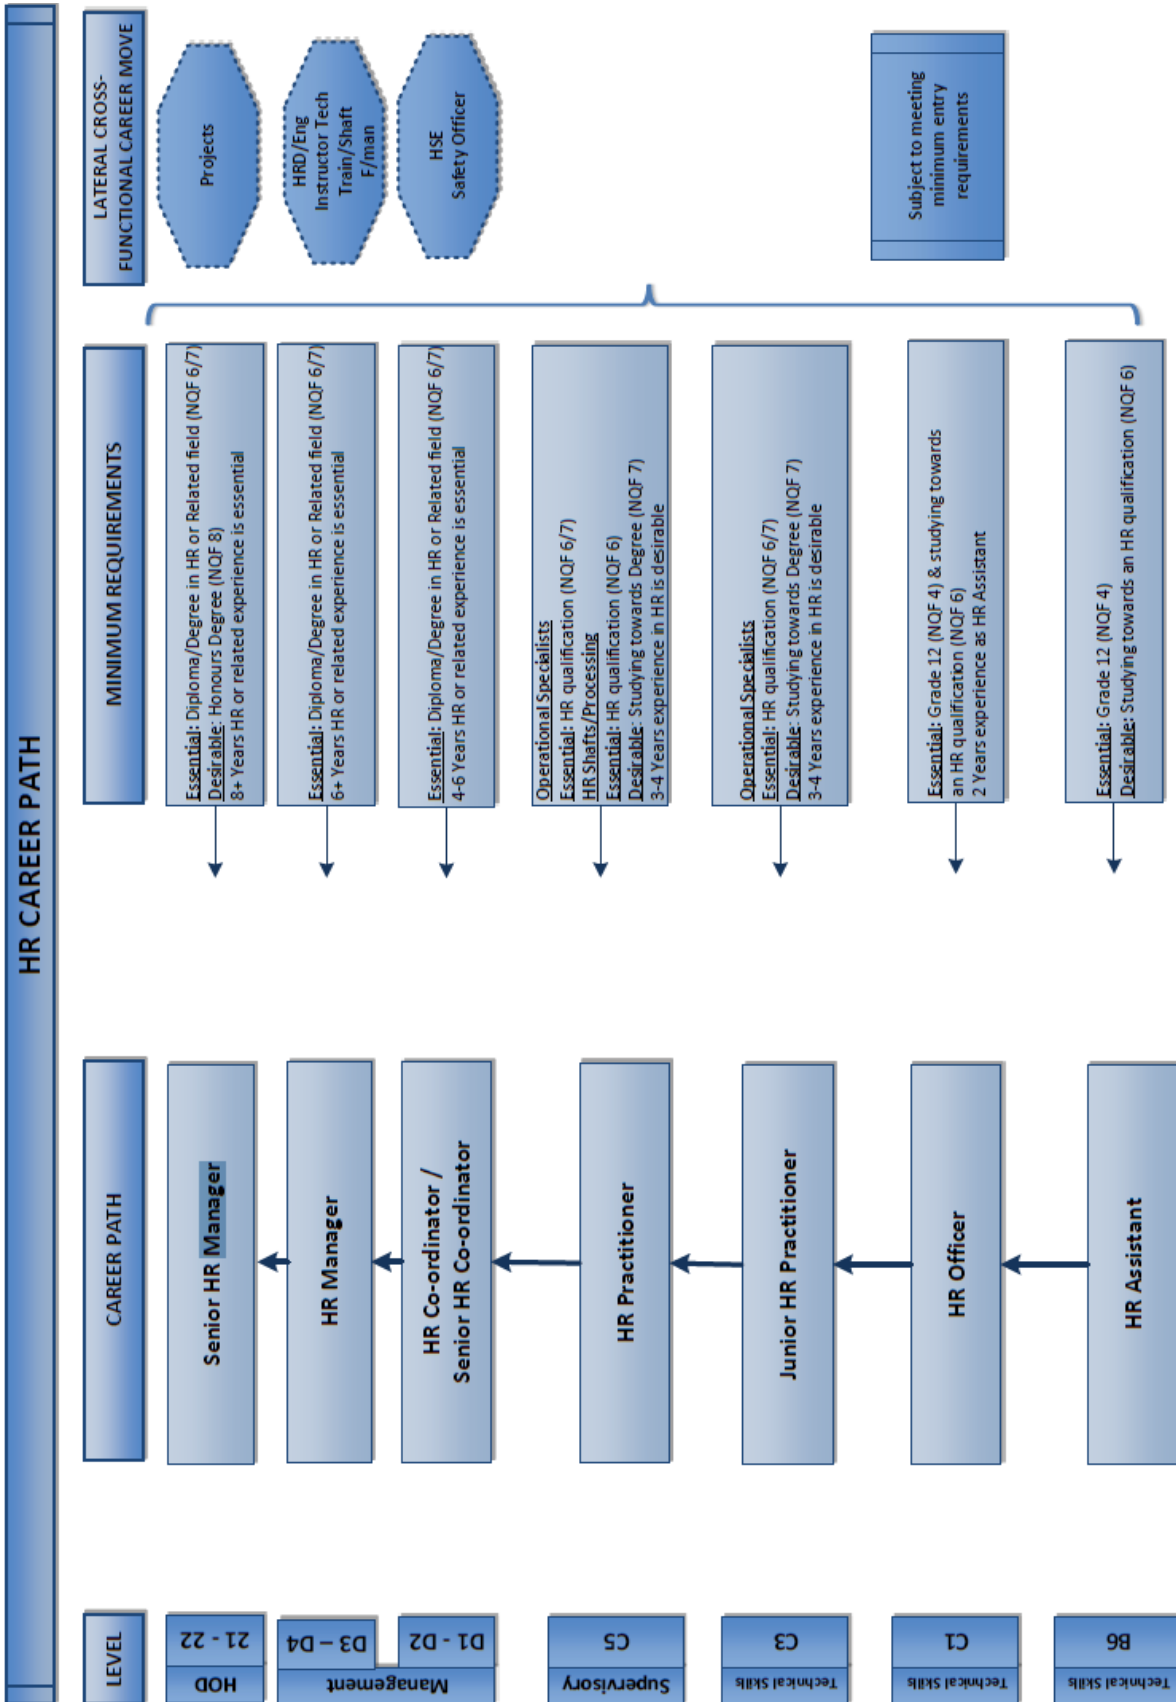 HR CAREER PATH
LEVEL
CAREER PATH
MINIMUM REQUIREMENTS
LATERAL CROSS-
FUNCTIONAL CAREER MOVE
HOD
21 - 22
Senior HR Manager
Essential: Diploma/Degree in HR or Related field (NQF 6/7)
Desirable: Honours Degree (NQF 8)
8+ Years HR or related experience is essential
Projects
Management
D3 – D4
HR Manager
Essential: Diploma/Degree in HR or Related field (NQF 6/7)
6+ Years HR or related experience is essential
HRD/Eng
Instructor Tech
Train/Shaft
F/man
D1 - D2
HR Co-ordinator /
Senior HR Co-ordinator
Essential: Diploma/Degree in HR or Related field (NQF 6/7)
4-6 Years HR or related experience is essential
HSE
Safety Officer
Supervisory
C5
HR Practitioner
Operational Specialists
Essential: HR qualification (NQF 6/7)
HR Shafts/Processing
Essential: HR qualification (NQF 6)
Desirable: Studying towards Degree (NQF 7)
3-4 Years experience in HR is desirable
Technical Skills
C3
Junior HR Practitioner
Operational Specialists
Essential: HR qualification (NQF 6/7)
Desirable: Studying towards Degree (NQF 7)
3-4 Years experience in HR is desirable
Technical Skills
C1
HR Officer
Essential: Grade 12 (NQF 4) & studying towards
an HR qualification (NQF 6)
2 Years experience as HR Assistant
Subject to meeting
minimum entry
requirements
Technical Skills
B6
HR Assistant
Essential: Grade 12 (NQF 4)
Desirable: Studying towards an HR qualification (NQF 6)